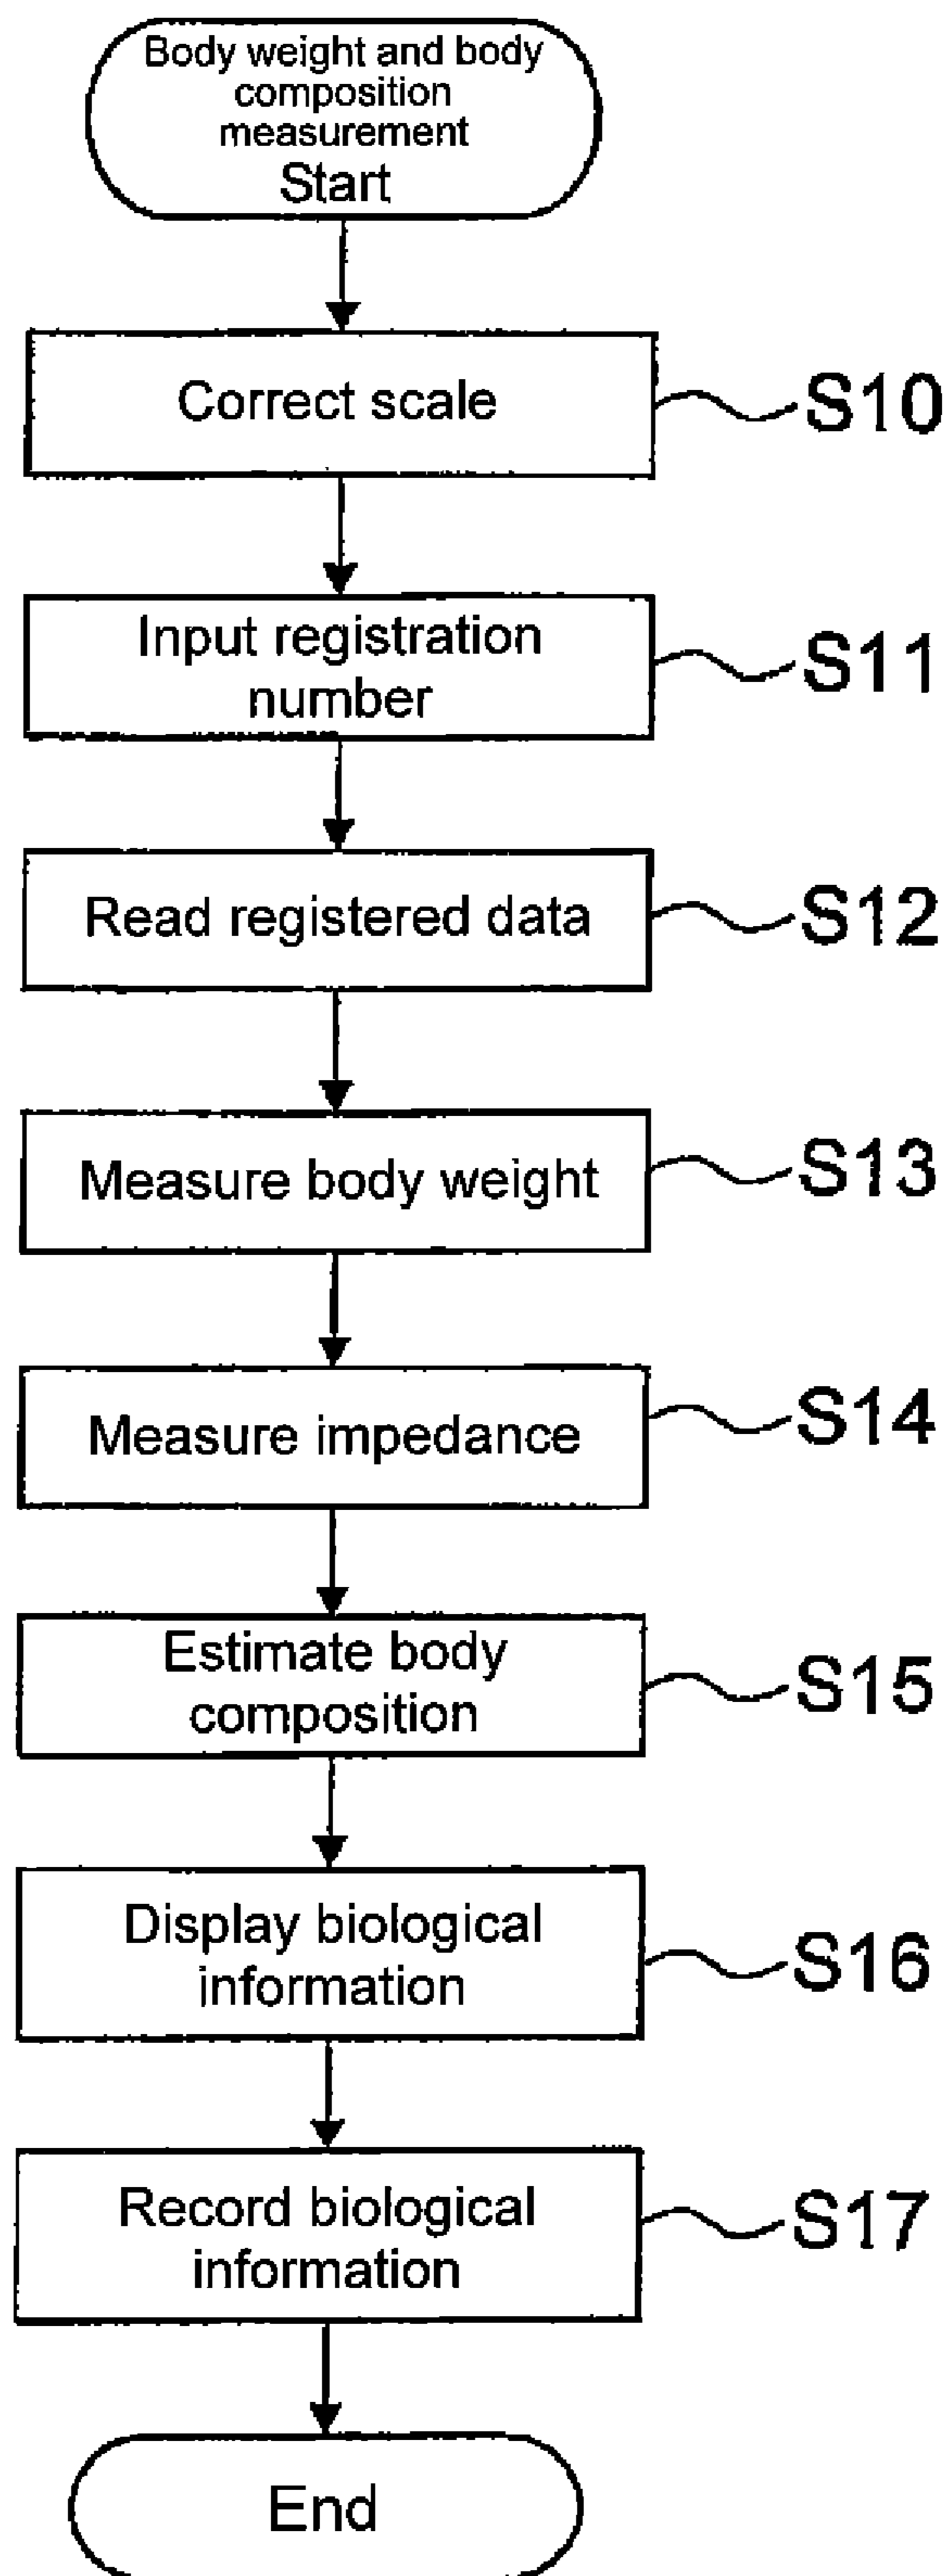 Body weight and body
composition
measurement
Start
Correct scale
S10
Input registration
number
S11
Read registered data
S12
Measure body weight
S13
Measure impedance
S14
Estimate body
composition
S15
Display biological
information
S16
Record biological
information
S17
End